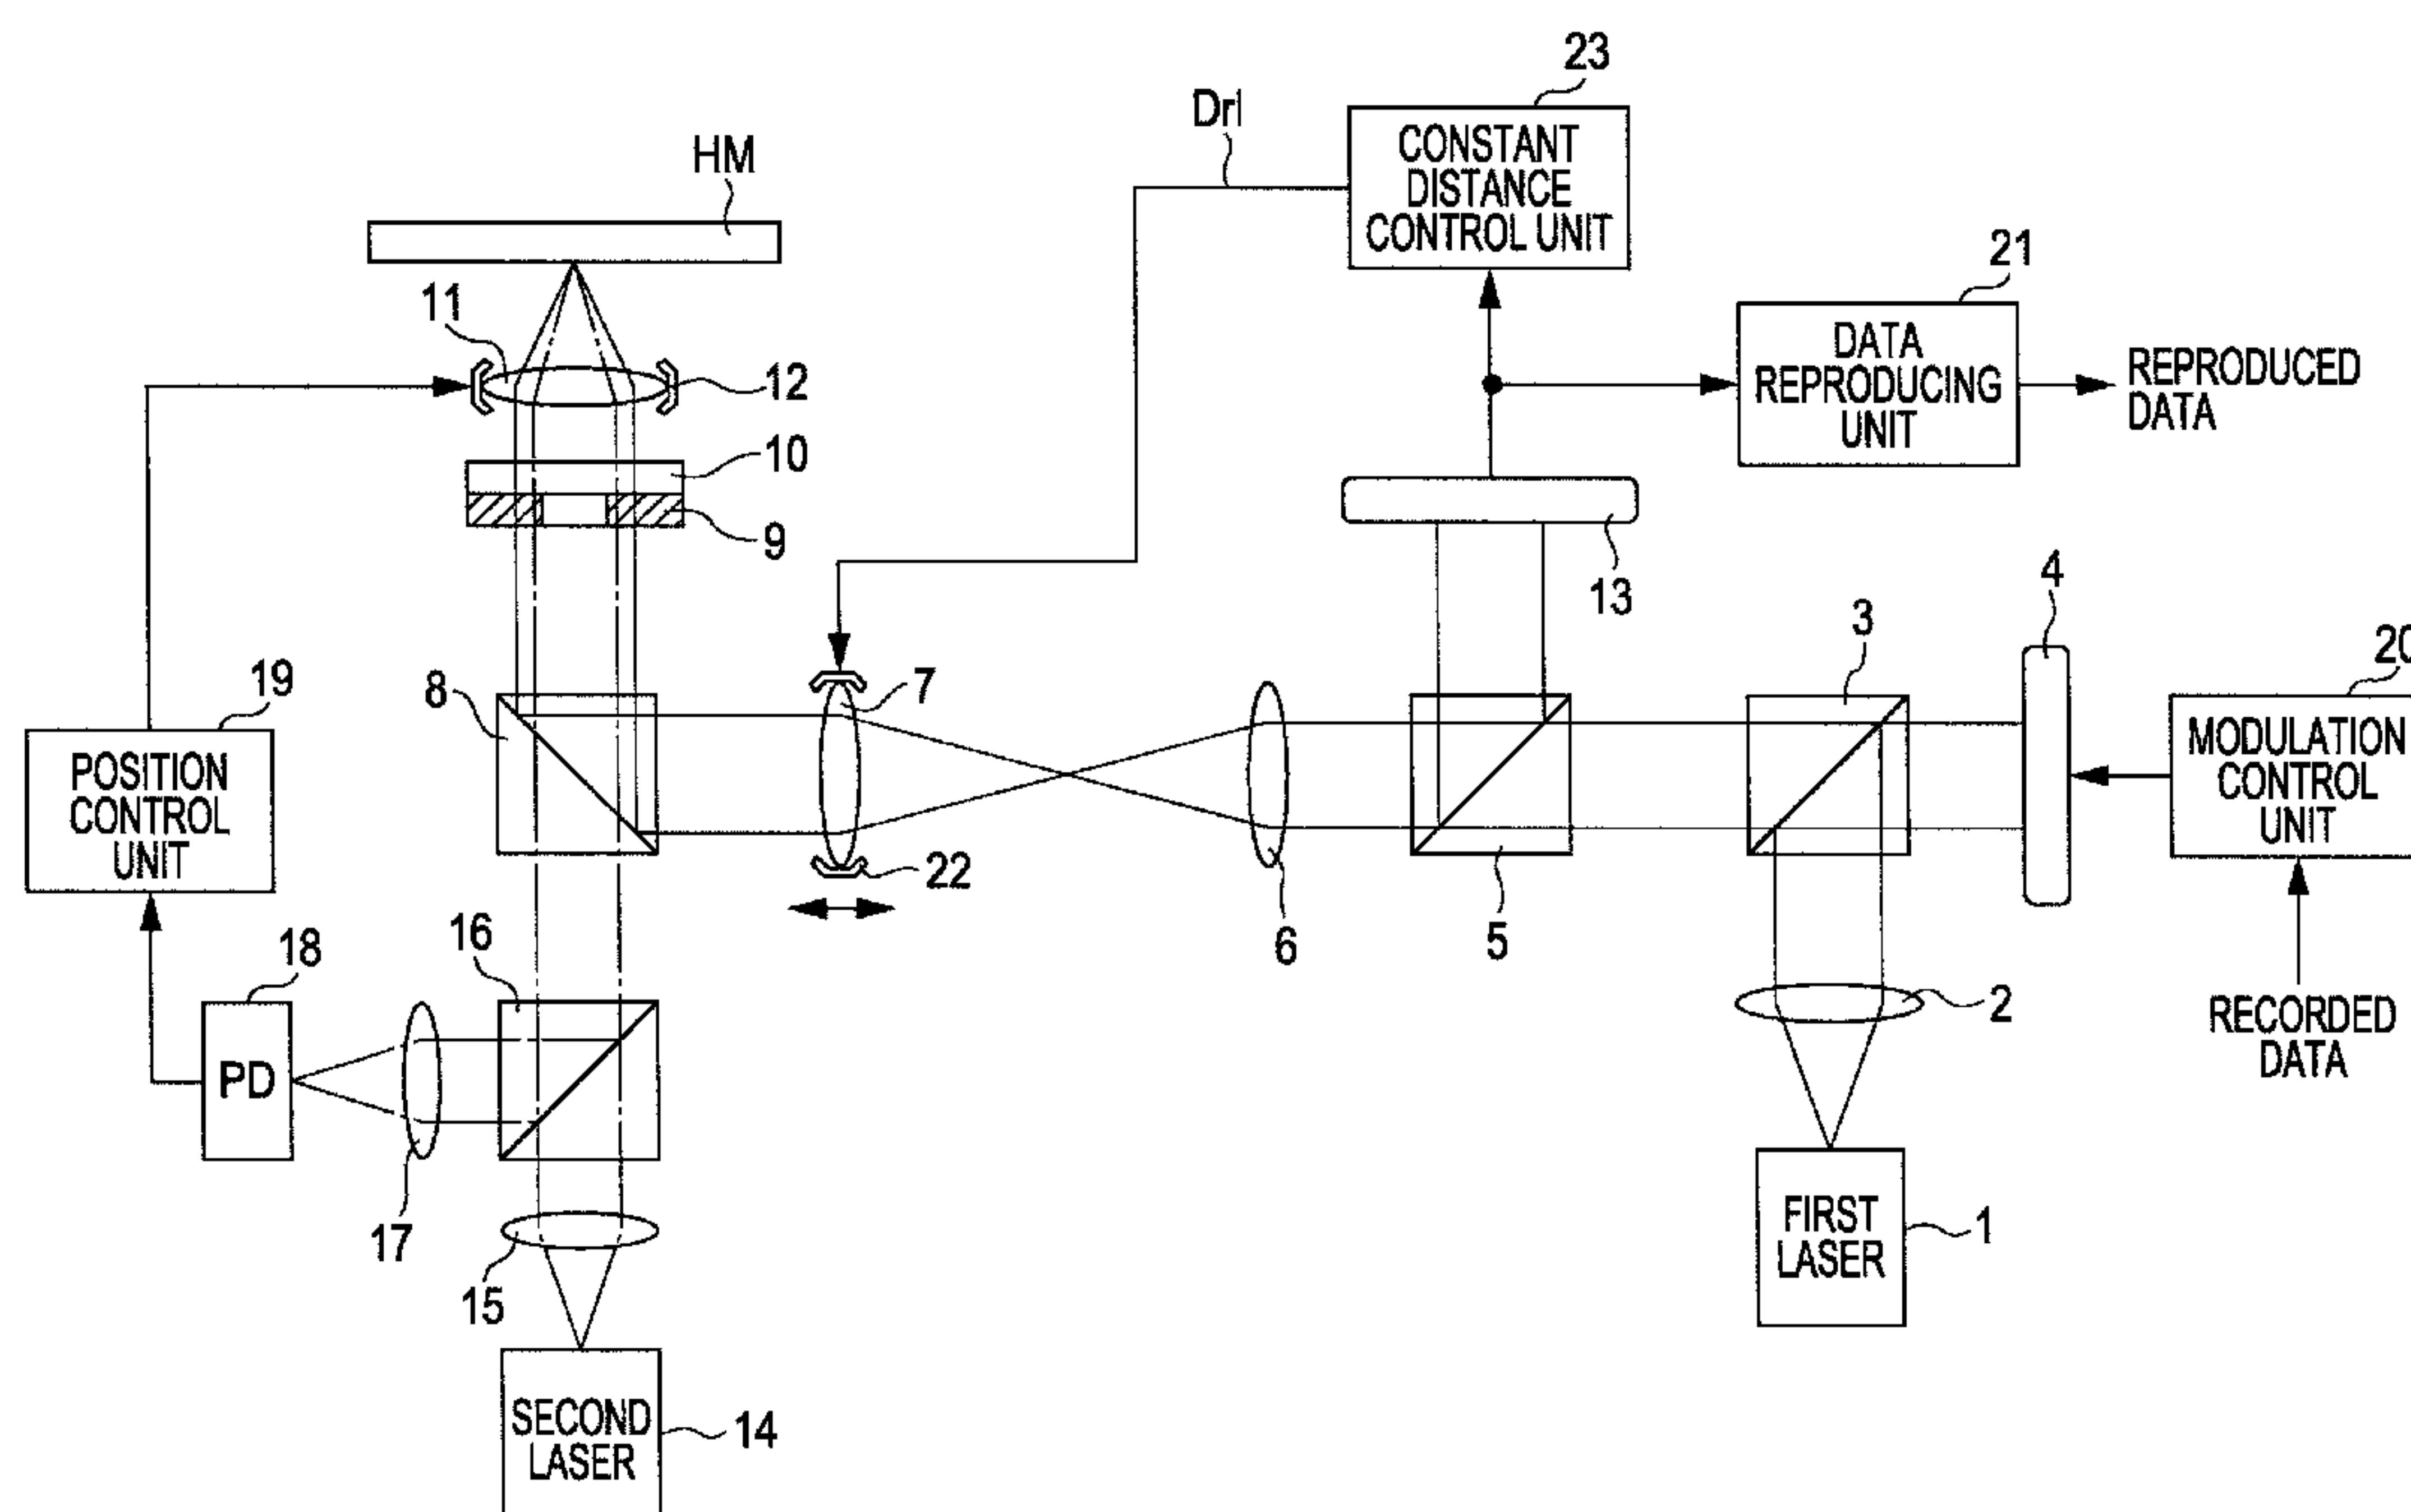 23
Drl
CONSTANT
DISTANCE
CONTROL UNIT
HM
21
DATA
REPRODUCING
UNIT
REPRODUCED
DATA
11
12
10
9
13
4
3
20
MODULATION
CONTROL
UNIT
RECORDED
DATA
19
POSITION
CONTROL
UNIT
8
7
22
6
5
2
18
PD
16
17
15
FIRST
LASER
1
SECOND
LASER
14